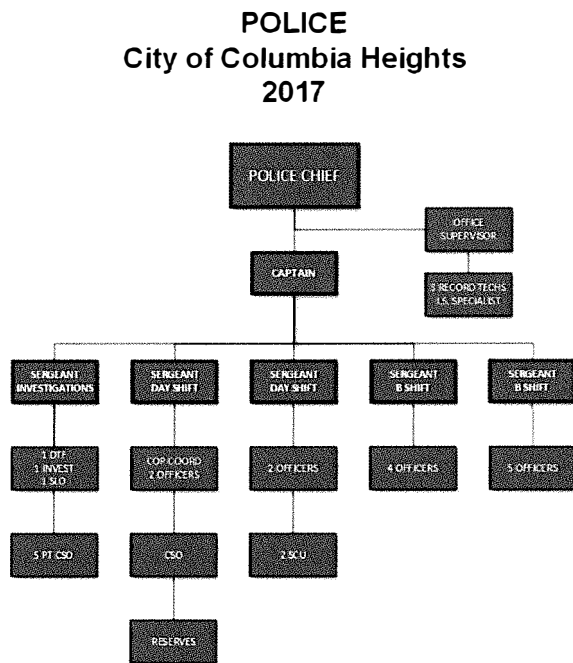 POLICE
City of Columbia Heights
2017
POLICE CHIEF
OFFICE
SUPERVISOR
CAPTAIN
3 RECORD TECHS
I.S. SPECIALIST
SERGEANT
INVESTIGATIONS
SERGEANT
DAY SHIFT
SERGEANT
DAY SHIFT
SERGEANT
B SHIFT
SERGEANT
B SHIFT
1 DTF
1 INVEST
1 SLO
COP COORD
2 OFFICERS
2 OFFICERS
4 OFFICERS
5 OFFICERS
5 PT CSO
CSO
2 SCU
RESERVES